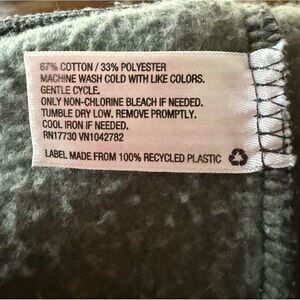 67% COTTON / 33% POLYESTER
MACHINE WASH COLD WITH LIKE COLORS.
GENTLE CYCLE.
ONLY NON-CHLORINE BLEACH IF NEEDED.
TUMBLE DRY LOW. REMOVE PROMPTLY.
COOL IRON IF NEEDED.
RN17730 VN1042782
LABEL MADE FROM 100% RECYCLED PLASTIC